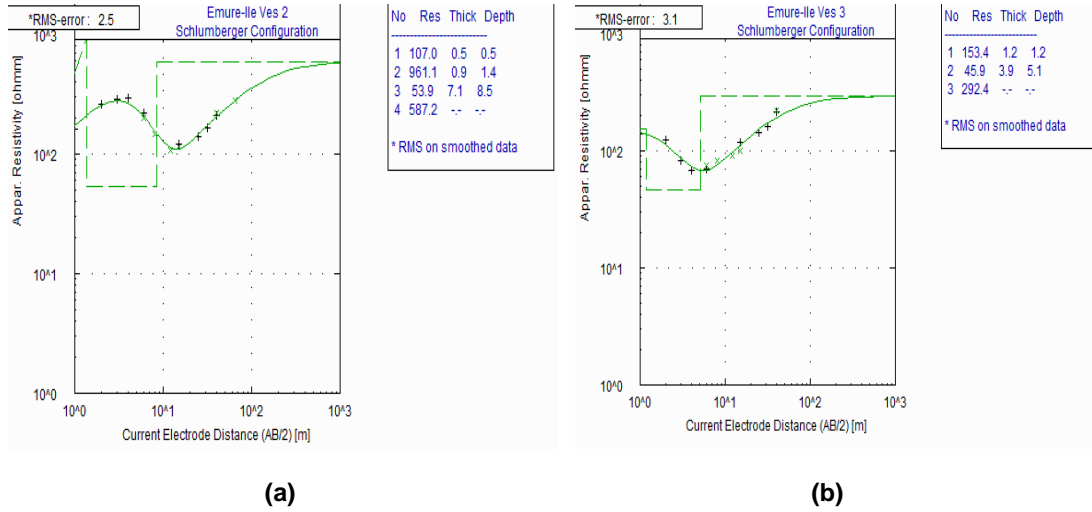 *RMS-error : 2.5
Emure-Ile Ves 2
Schlumberger Configuration
10^3
10^2
10^1
10^0
Appar. Resistivity [ohmm]
10^0 10^1 10^2 10^3
Current Electrode Distance (AB/2) [m]
No Res Thick Depth
1 107.0 0.5 0.5
2 961.1 0.9 1.4
3 53.9 7.1 8.5
4 587.2 -.- -.-
* RMS on smoothed data
(a)
*RMS-error : 3.1
Emure-Ile Ves 3
Schlumberger Configuration
10^3
10^2
10^1
10^0
Appar. Resistivity [ohmm]
10^0 10^1 10^2 10^3
Current Electrode Distance (AB/2) [m]
No Res Thick Depth
1 153.4 1.2 1.2
2 45.9 3.9 5.1
3 292.4 -.- -.-
* RMS on smoothed data
(b)